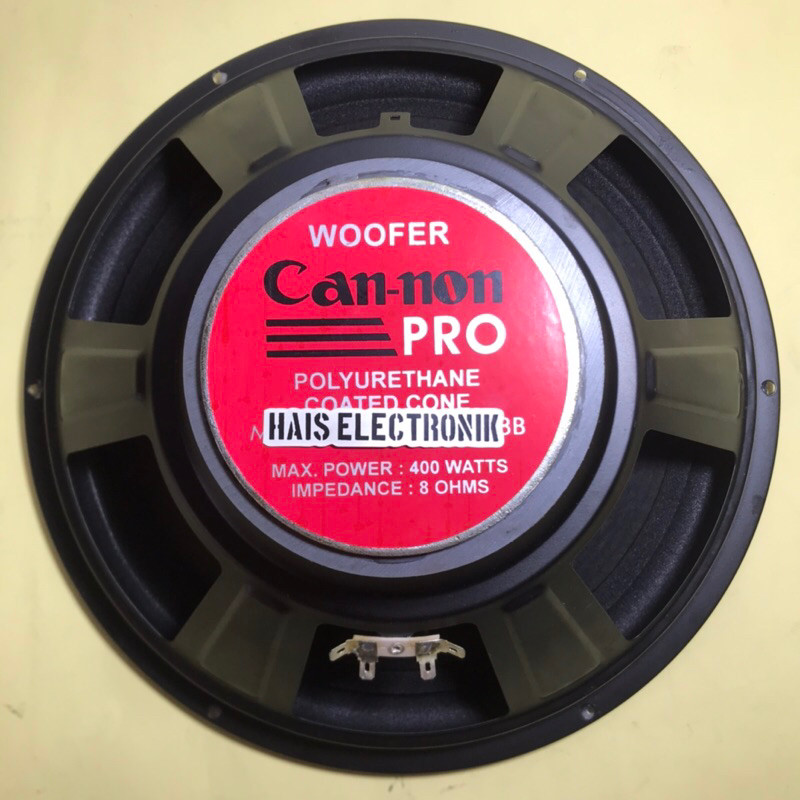 WOOFER
Can-non
PRO
POLYURETHANE
COATED CONE
HAIS ELECTRONIK
MAX. POWER : 400 WATTS
IMPEDANCE : 8 OHMS